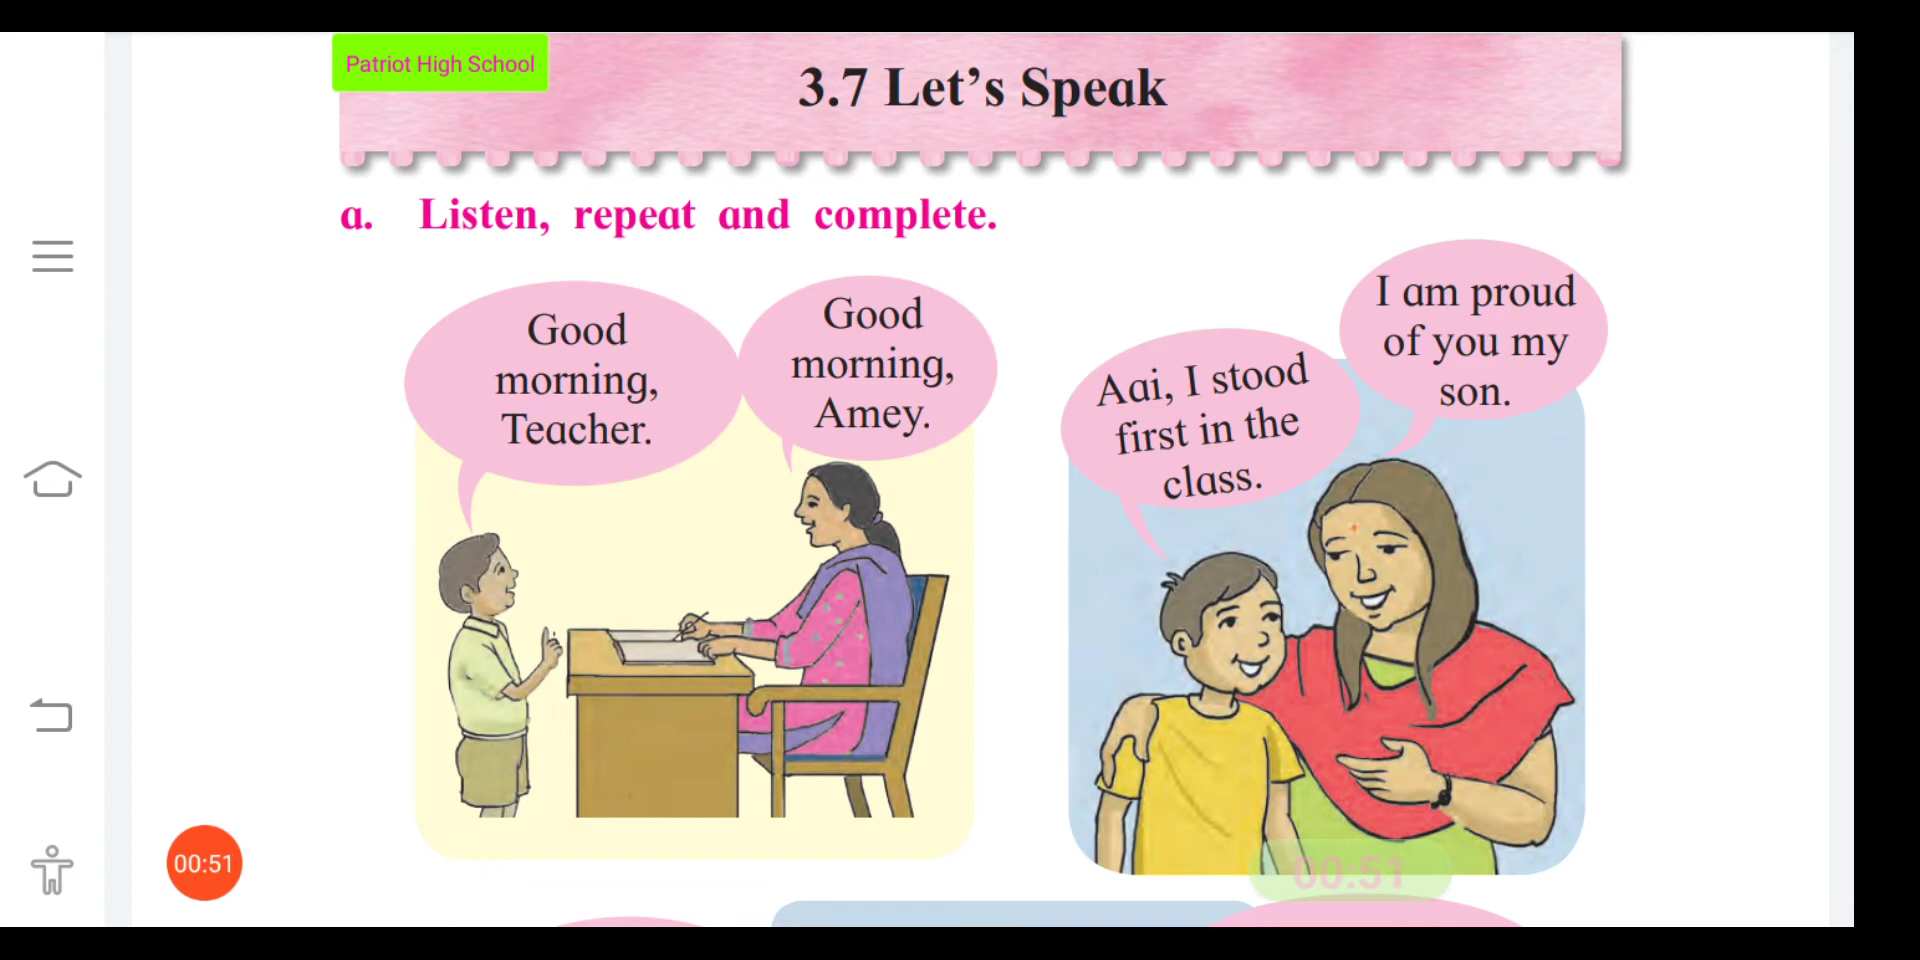 Patriot High School
3.7 Let's Speak
a. Listen, repeat and complete.
Good
morning,
Teacher.
Good
morning,
Amey.
Aai, I stood
first in the
class.
I am proud
of you my
son.
00:51
00:51